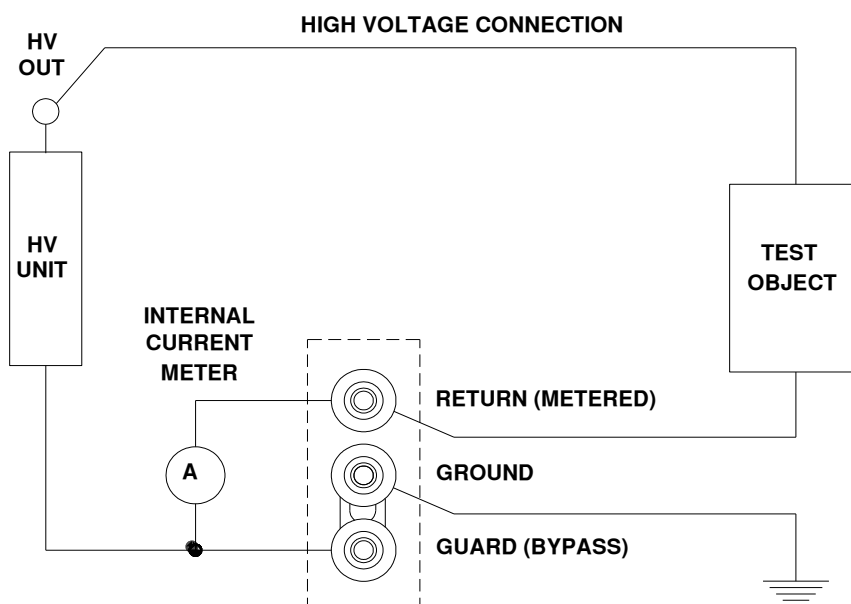 HIGH VOLTAGE CONNECTION
HV
OUT
HV
UNIT
TEST
OBJECT
INTERNAL
CURRENT
METER
RETURN (METERED)
A
GROUND
GUARD (BYPASS)